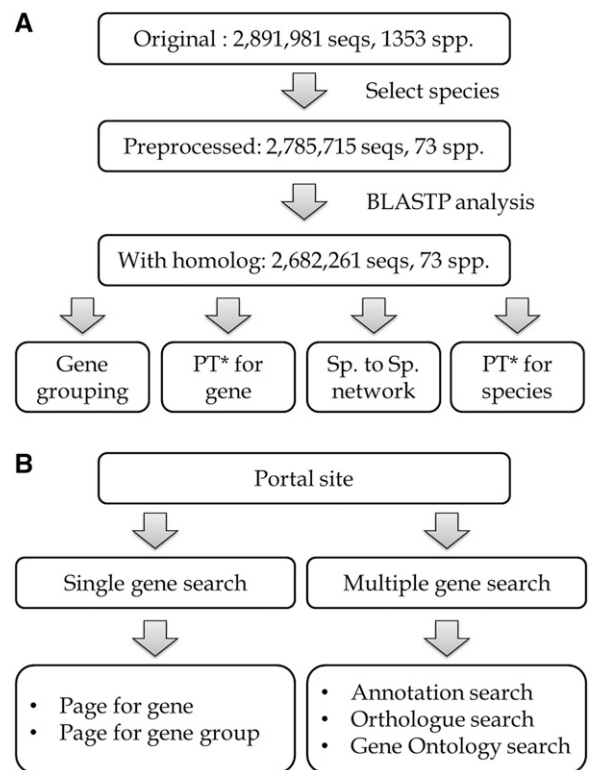 A
Original : 2,891,981 seqs, 1353 spp.
Select species
Preprocessed: 2,785,715 seqs, 73 spp.
BLASTP analysis
With homolog: 2,682,261 seqs, 73 spp.
Gene
grouping
PT* for
gene
Sp. to Sp.
network
PT* for
species
B
Portal site
Single gene search
Multiple gene search
• Page for gene
• Page for gene group
• Annotation search
• Orthologue search
• Gene Ontology search